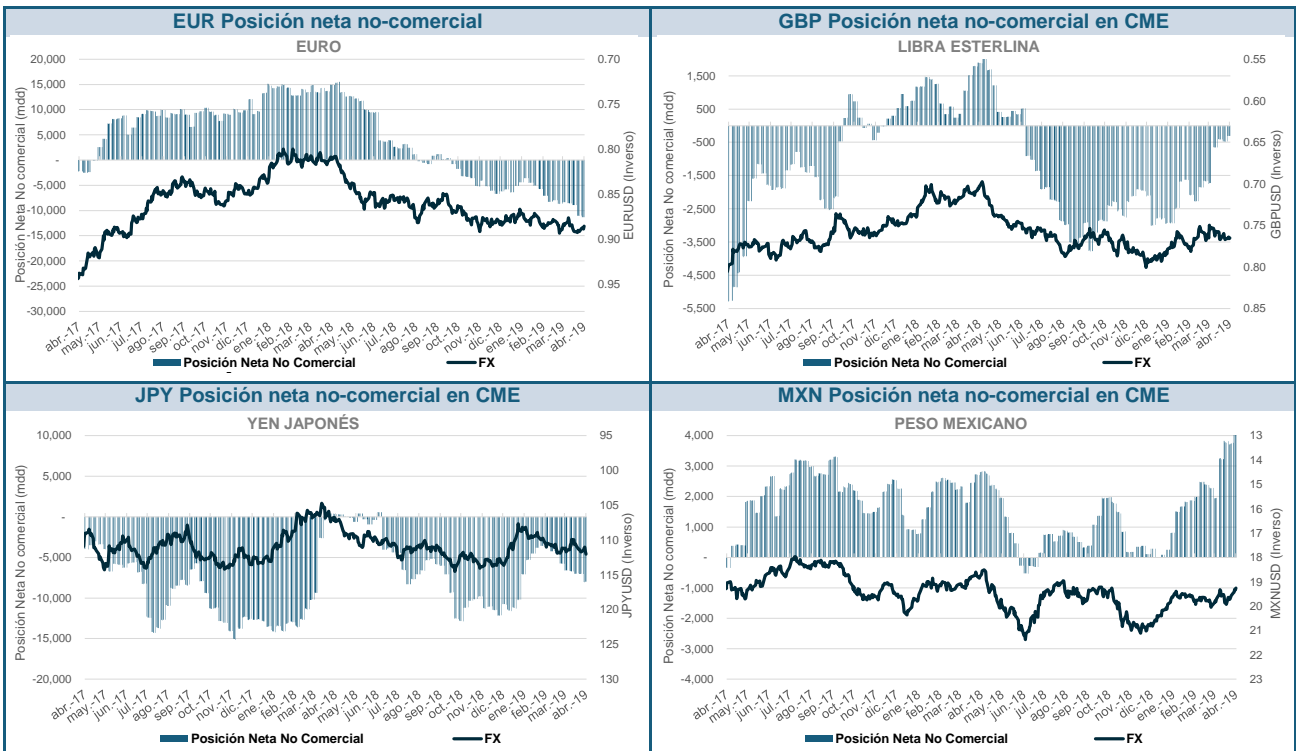 EUR Posición neta no-comercial
EURO
Posición Neta No comercial (mdd)
20,000
15,000
10,000
5,000
-
-5,000
-10,000
-15,000
-20,000
-25,000
-30,000
0.70
0.75
0.80
0.85
0.90
0.95
EURUSD (Inverso)
abr.-17
may.-17
jun.-17
jul.-17
ago.-17
sep.-17
oct.-17
nov.-17
dic.-17
ene.-18
feb.-18
mar.-18
abr.-18
may.-18
jun.-18
jul.-18
ago.-18
sep.-18
oct.-18
nov.-18
dic.-18
ene.-19
feb.-19
mar.-19
abr.-19
Posición Neta No Comercial
FX
GBP Posición neta no-comercial en CME
LIBRA ESTERLINA
Posición Neta No comercial (mdd)
1,500
500
-500
-1,500
-2,500
-3,500
-4,500
-5,500
0.55
0.60
0.65
0.70
0.75
0.80
0.85
GBPUSD (Inverso)
abr.-17
may.-17
jun.-17
jul.-17
ago.-17
sep.-17
oct.-17
nov.-17
dic.-17
ene.-18
feb.-18
mar.-18
abr.-18
may.-18
jun.-18
jul.-18
ago.-18
sep.-18
oct.-18
nov.-18
dic.-18
ene.-19
feb.-19
mar.-19
abr.-19
Posición Neta No Comercial
FX
JPY Posición neta no-comercial en CME
YEN JAPONÉS
Posición Neta No Comercial (mdd)
10,000
5,000
-
-5,000
-10,000
-15,000
-20,000
95
105
110
115
120
125
130
JPYUSD (Inverso)
abr.-17
may.-17
jun.-17
jul.-17
ago.-17
sep.-17
oct.-17
nov.-17
dic.-17
ene.-18
feb.-18
mar.-18
abr.-18
may.-18
jun.-18
jul.-18
ago.-18
sep.-18
oct.-18
nov.-18
dic.-18
ene.-19
feb.-19
mar.-19
abr.-19
Posición Neta No Comercial
FX
MXN Posición neta no-comercial en CME
PESO MEXICANO
Posición Neta No Comercial (mdd)
4,000
3,000
2,000
1,000
-
-1,000
-2,000
-3,000
-4,000
13
14
15
16
17
18
19
20
21
22
23
MXNUSD (Inverso)
abr.-17
may.-17
jun.-17
jul.-17
ago.-17
sep.-17
oct.-17
nov.-17
dic.-17
ene.-18
feb.-18
mar.-18
abr.-18
may.-18
jun.-18
jul.-18
ago.-18
sep.-18
oct.-18
nov.-18
dic.-18
ene.-19
feb.-19
mar.-19
abr.-19
Posición Neta No Comercial
FX